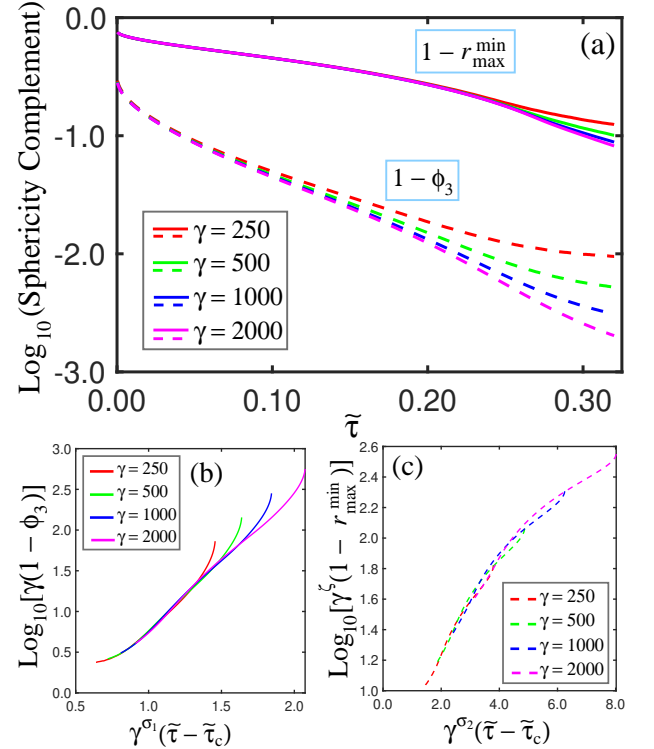 0.0
-1.0
-2.0
-3.0
Log₁₀(Sphericity Complement)
(a)
1 − r_max^min
1 − ϕ₃
γ = 250
γ = 500
γ = 1000
γ = 2000
0.00 0.10 0.20 0.30
τ̃
3.0
2.5
2.0
1.5
1.0
0.5
Log₁₀[γ(1 − ϕ₃)]
(b)
γ = 250
γ = 500
γ = 1000
γ = 2000
0.5 1.0 1.5 2.0
γ^σ₁(τ̃ − τ̃_c)
2.6
2.4
2.2
2.0
1.8
1.6
1.4
1.2
1.0
Log₁₀[γ^ζ(1 − r_max^min)]
(c)
γ = 250
γ = 500
γ = 1000
γ = 2000
0.0 2.0 4.0 6.0 8.0
γ^σ₂(τ̃ − τ̃_c)